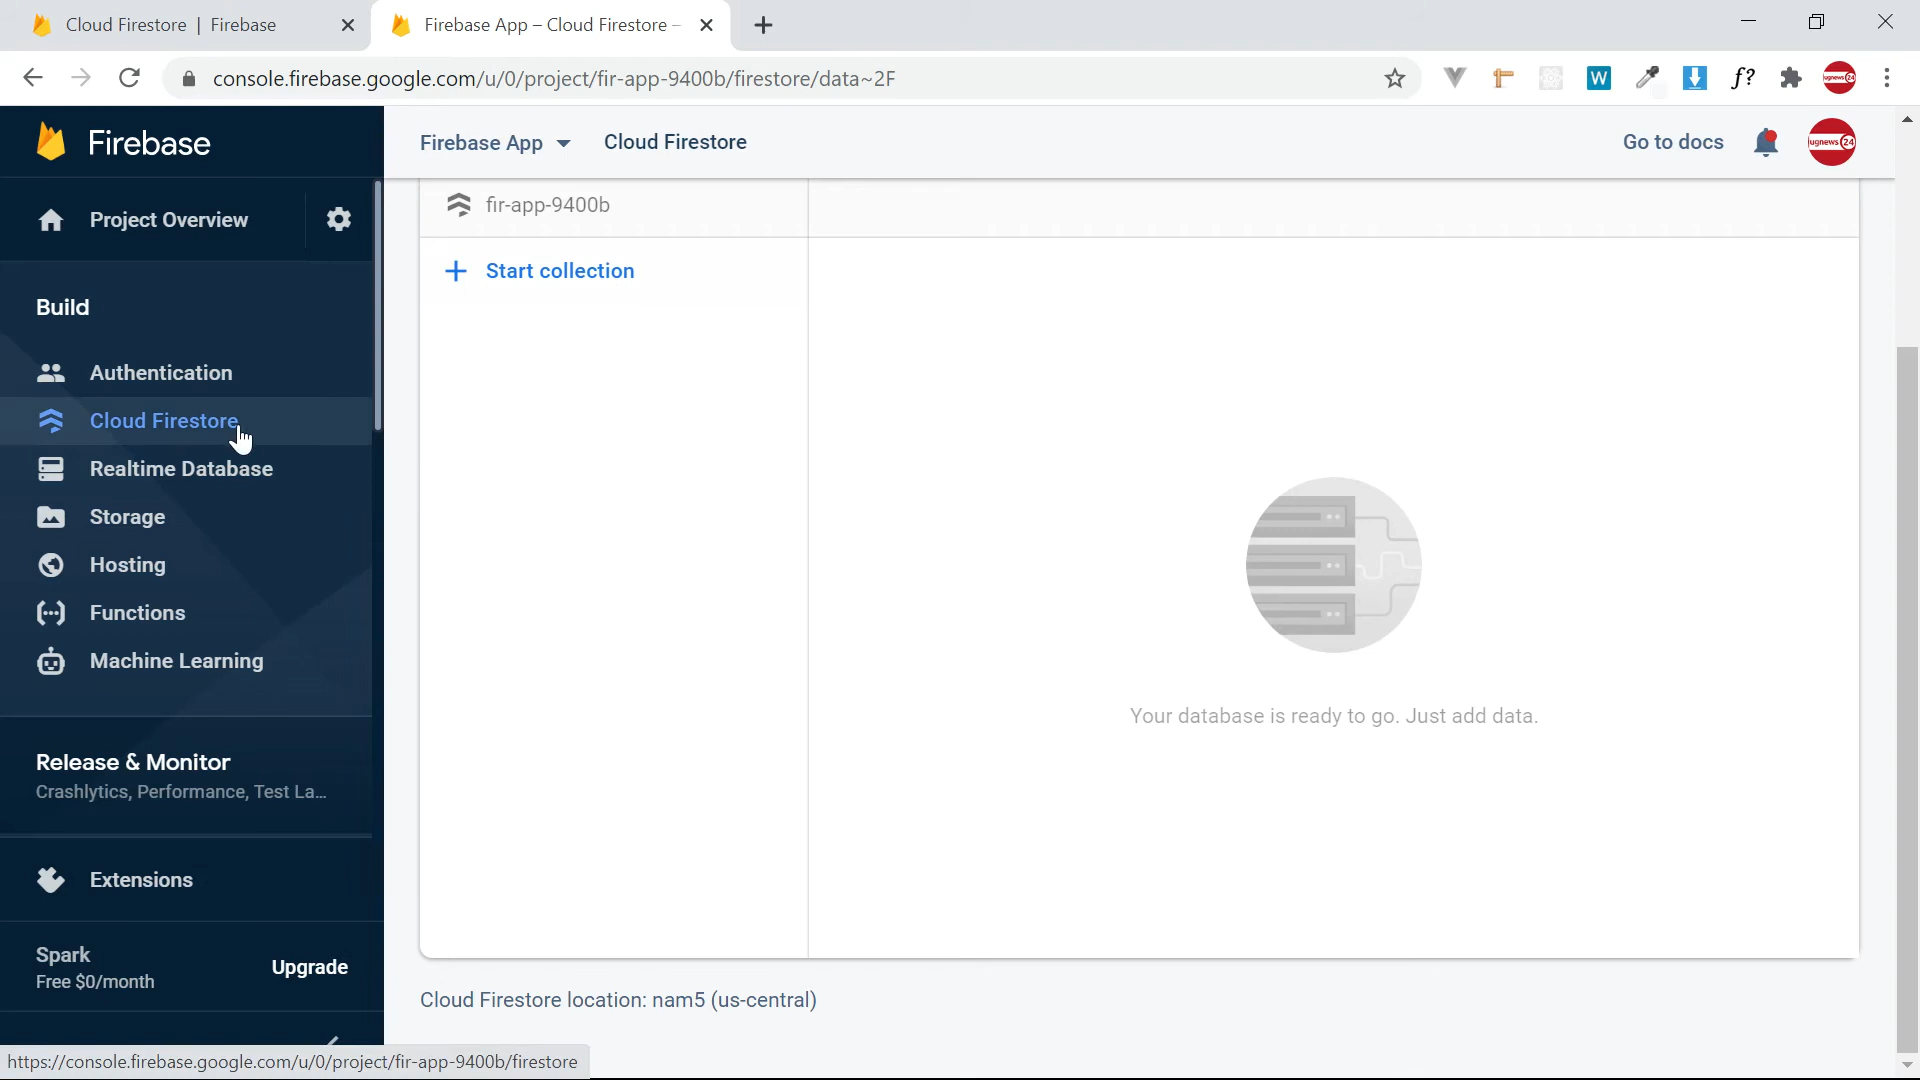 Cloud Firestore | Firebase
Firebase App – Cloud Firestore –
console.firebase.google.com/u/0/project/fir-app-9400b/firestore/data~2F
W
f?
ugnews24
Firebase
Firebase App
Cloud Firestore
Go to docs
ugnews24
Project Overview
fir-app-9400b
Start collection
Build
Authentication
Cloud Firestore
Realtime Database
Storage
Hosting
Functions
Machine Learning
Your database is ready to go. Just add data.
Release & Monitor
Crashlytics, Performance, Test La...
Extensions
Spark
Free $0/month
Upgrade
Cloud Firestore location: nam5 (us-central)
https://console.firebase.google.com/u/0/project/fir-app-9400b/firestore